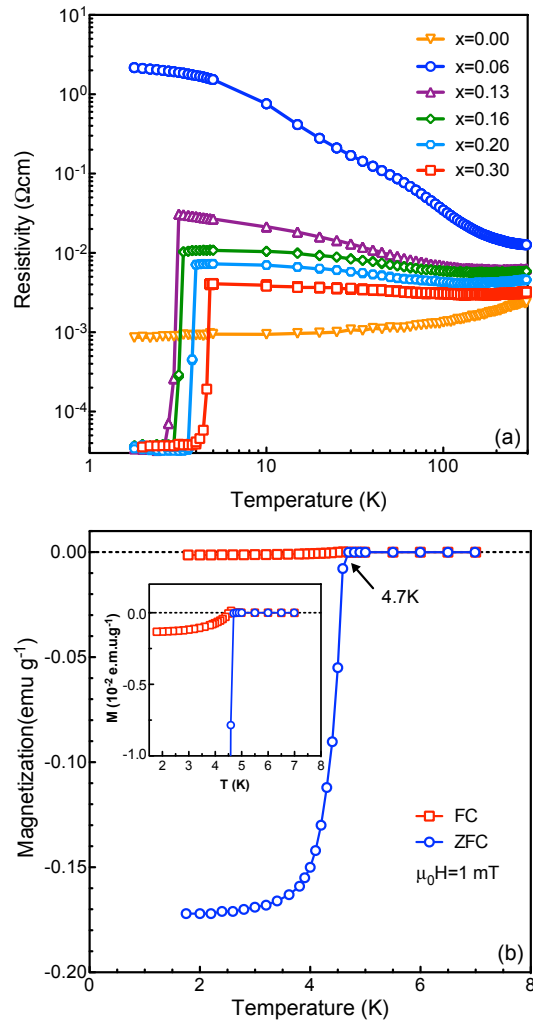 10¹
10⁰
10⁻¹
10⁻²
10⁻³
10⁻⁴
Resistivity (Ωcm)
x=0.00
x=0.06
x=0.13
x=0.16
x=0.20
x=0.30
(a)
1
10
100
Temperature (K)
0.00
-0.05
-0.10
-0.15
-0.20
Magnetization(emu g⁻¹)
4.7K
0.0
-0.5
-1.0
M (10⁻² e.m.u.g⁻¹)
2 3 4 5 6 7 8
T (K)
FC
ZFC
μ₀H=1 mT
(b)
0 2 4 6 8
Temperature (K)